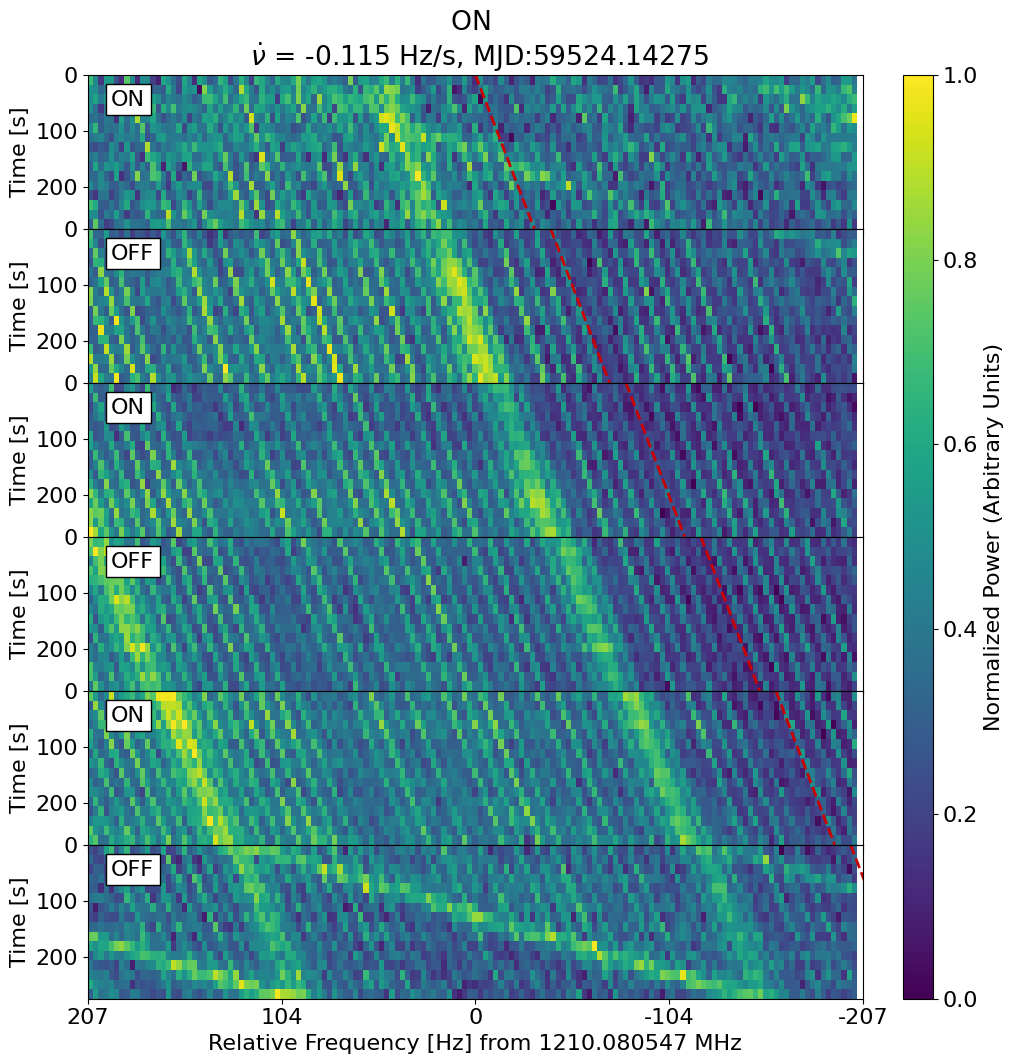 ON
ν̇ = -0.115 Hz/s, MJD:59524.14275
0
ON
100
Time [s]
200
0
OFF
100
Time [s]
200
0
ON
100
Time [s]
200
0
OFF
100
Time [s]
200
0
ON
100
Time [s]
200
0
OFF
100
Time [s]
200
207 104 0 -104 -207
Relative Frequency [Hz] from 1210.080547 MHz
1.0
0.8
0.6
0.4
0.2
0.0
Normalized Power (Arbitrary Units)